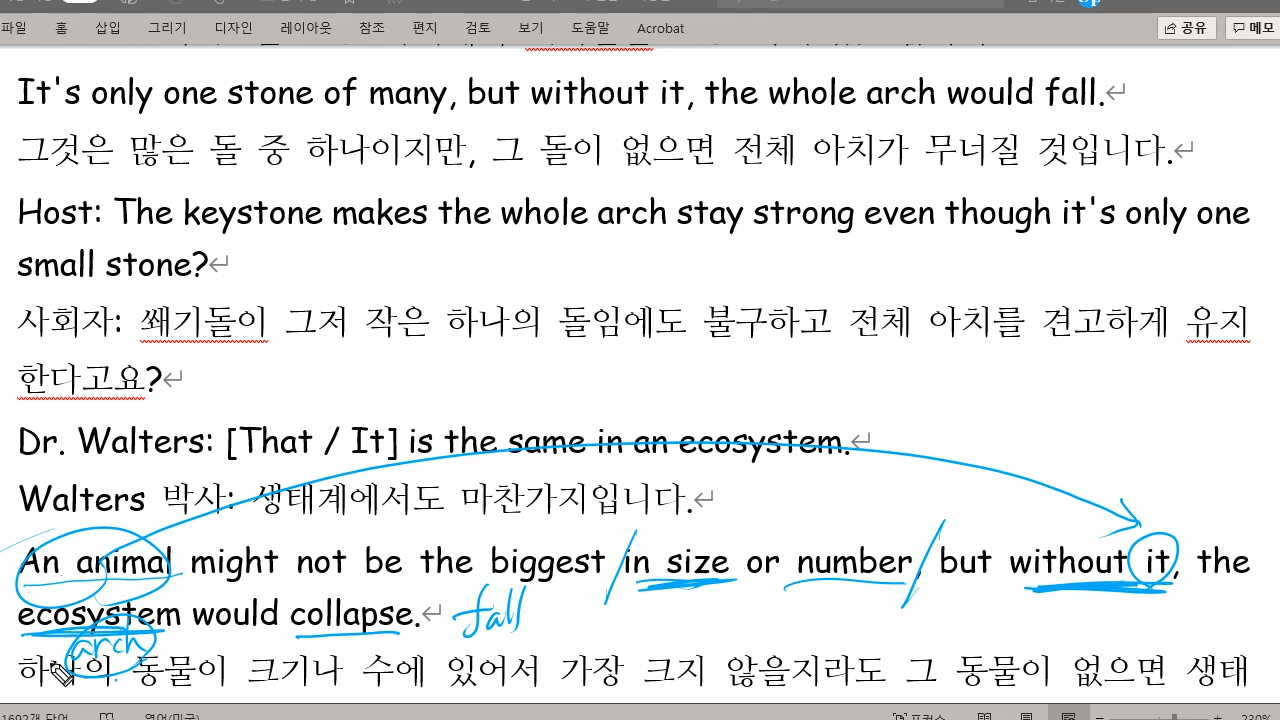 파일 홈 삽입 그리기 디자인 레이아웃 참조 편지 검토 보기 도움말 Acrobat 공유 메모
It's only one stone of many, but without it, the whole arch would fall.
그것은 많은 돌 중 하나이지만, 그 돌이 없으면 전체 아치가 무너질 것입니다.
Host: The keystone makes the whole arch stay strong even though it's only one
small stone?
사회자: 쐐기돌이 그저 작은 하나의 돌임에도 불구하고 전체 아치를 견고하게 유지
한다고요?
Dr. Walters: [That / It] is the same in an ecosystem.
Walters 박사: 생태계에서도 마찬가지입니다.
An animal might not be the biggest in size or number, but without it, the
ecosystem would collapse. fall
arch
하나의 동물이 크기나 수에 있어서 가장 크지 않을지라도 그 동물이 없으면 생태